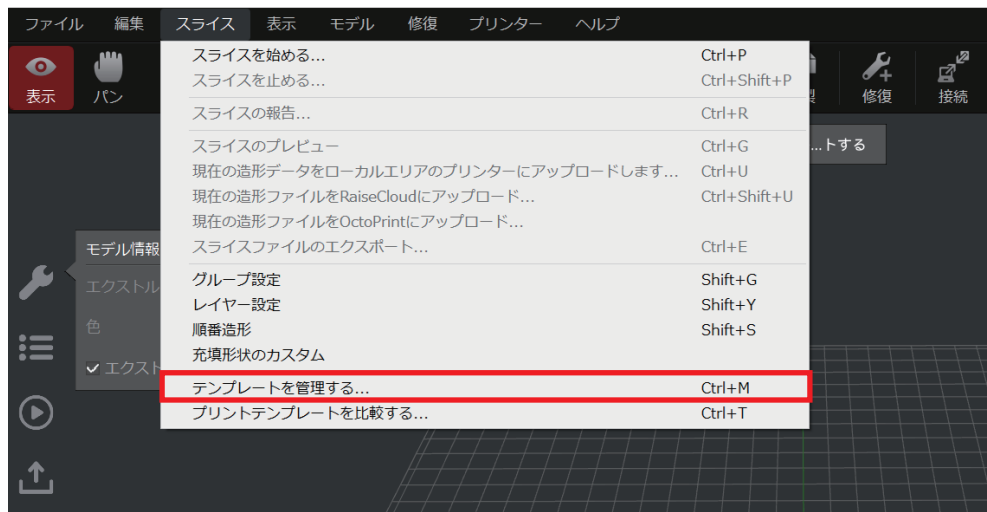 ファイル 編集 スライス 表示 モデル 修復 プリンター ヘルプ
表示 パン 修復 接続
スライスを始める... Ctrl+P
スライスを止める... Ctrl+Shift+P
スライスの報告... Ctrl+R
スライスのプレビュー Ctrl+G
現在の造形データをローカルエリアのプリンターにアップロードします... Ctrl+U
現在の造形ファイルをRaiseCloudにアップロード... Ctrl+Shift+U
現在の造形ファイルをOctoPrintにアップロード...
スライスファイルのエクスポート... Ctrl+E
グループ設定 Shift+G
レイヤー設定 Shift+Y
順番造形 Shift+S
充填形状のカスタム
テンプレートを管理する... Ctrl+M
プリントテンプレートを比較する... Ctrl+T
...トする
モデル情報
エクストル
色
エクスト